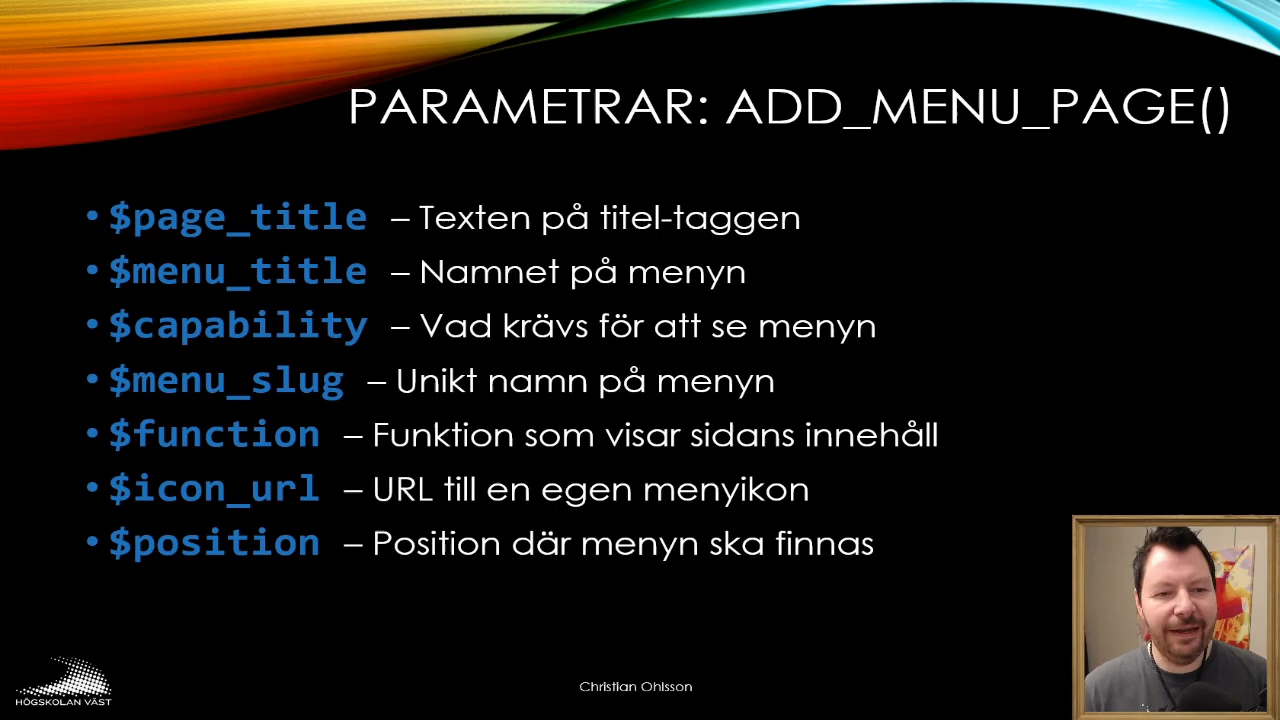 PARAMETRAR: ADD_MENU_PAGE()
• $page_title – Texten på titel-taggen
• $menu_title – Namnet på menyn
• $capability – Vad krävs för att se menyn
• $menu_slug – Unikt namn på menyn
• $function – Funktion som visar sidans innehåll
• $icon_url – URL till en egen menyikon
• $position – Position där menyn ska finnas
HÖGSKOLAN VÄST
Christian Ohlsson